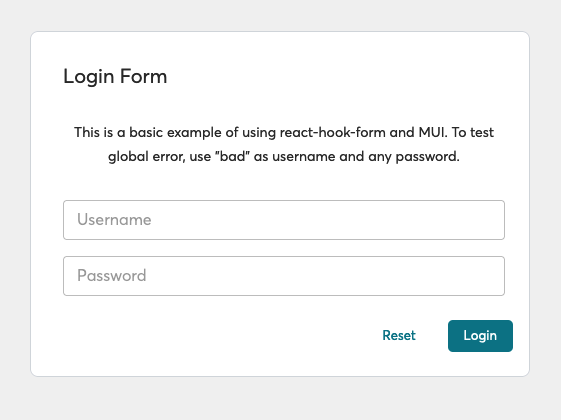 Login Form
This is a basic example of using react-hook-form and MUI. To test
global error, use "bad" as username and any password.
Username
Password
Reset
Login